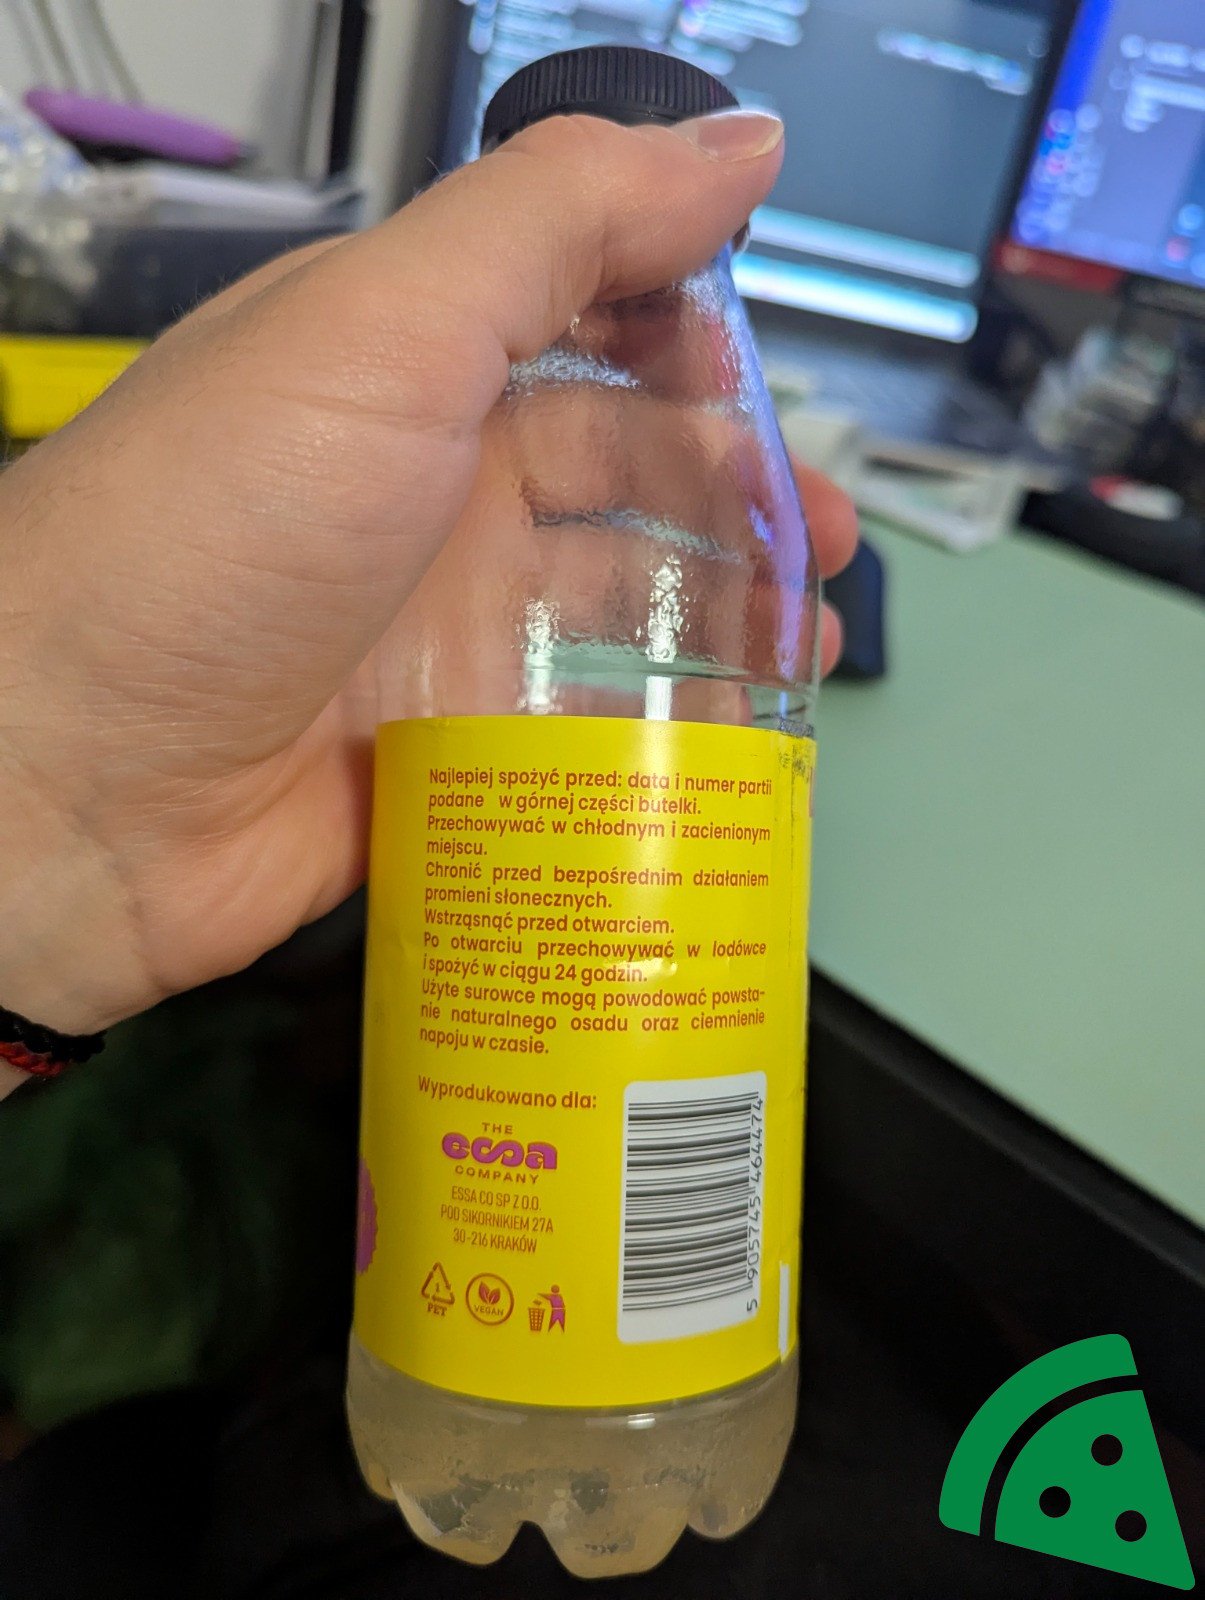 Najlepiej spożyć przed: data i numer partii
podane w górnej części butelki.
Przechowywać w chłodnym i zacienionym
miejscu.
Chronić przed bezpośrednim działaniem
promieni słonecznych.
Wstrząsnąć przed otwarciem.
Po otwarciu przechowywać w lodówce
i spożyć w ciągu 24 godzin.
Użyte surowce mogą powodować powsta-
nie naturalnego osadu oraz ciemnienie
napoju w czasie.
Wyprodukowano dla:
THE
essa
COMPANY
ESSA CO SP Z O.O.
POD SIKORNIKIEM 27A
30-216 KRAKÓW
1
PET
VEGAN
5 905745 464474